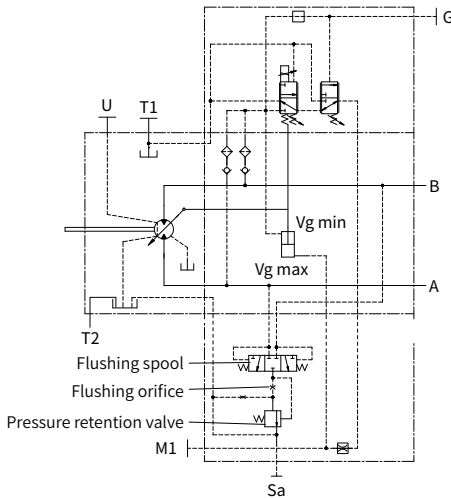 G
U
T1
B
Vg min
Vg max
A
T2
Flushing spool
Flushing orifice
Pressure retention valve
M1
Sa